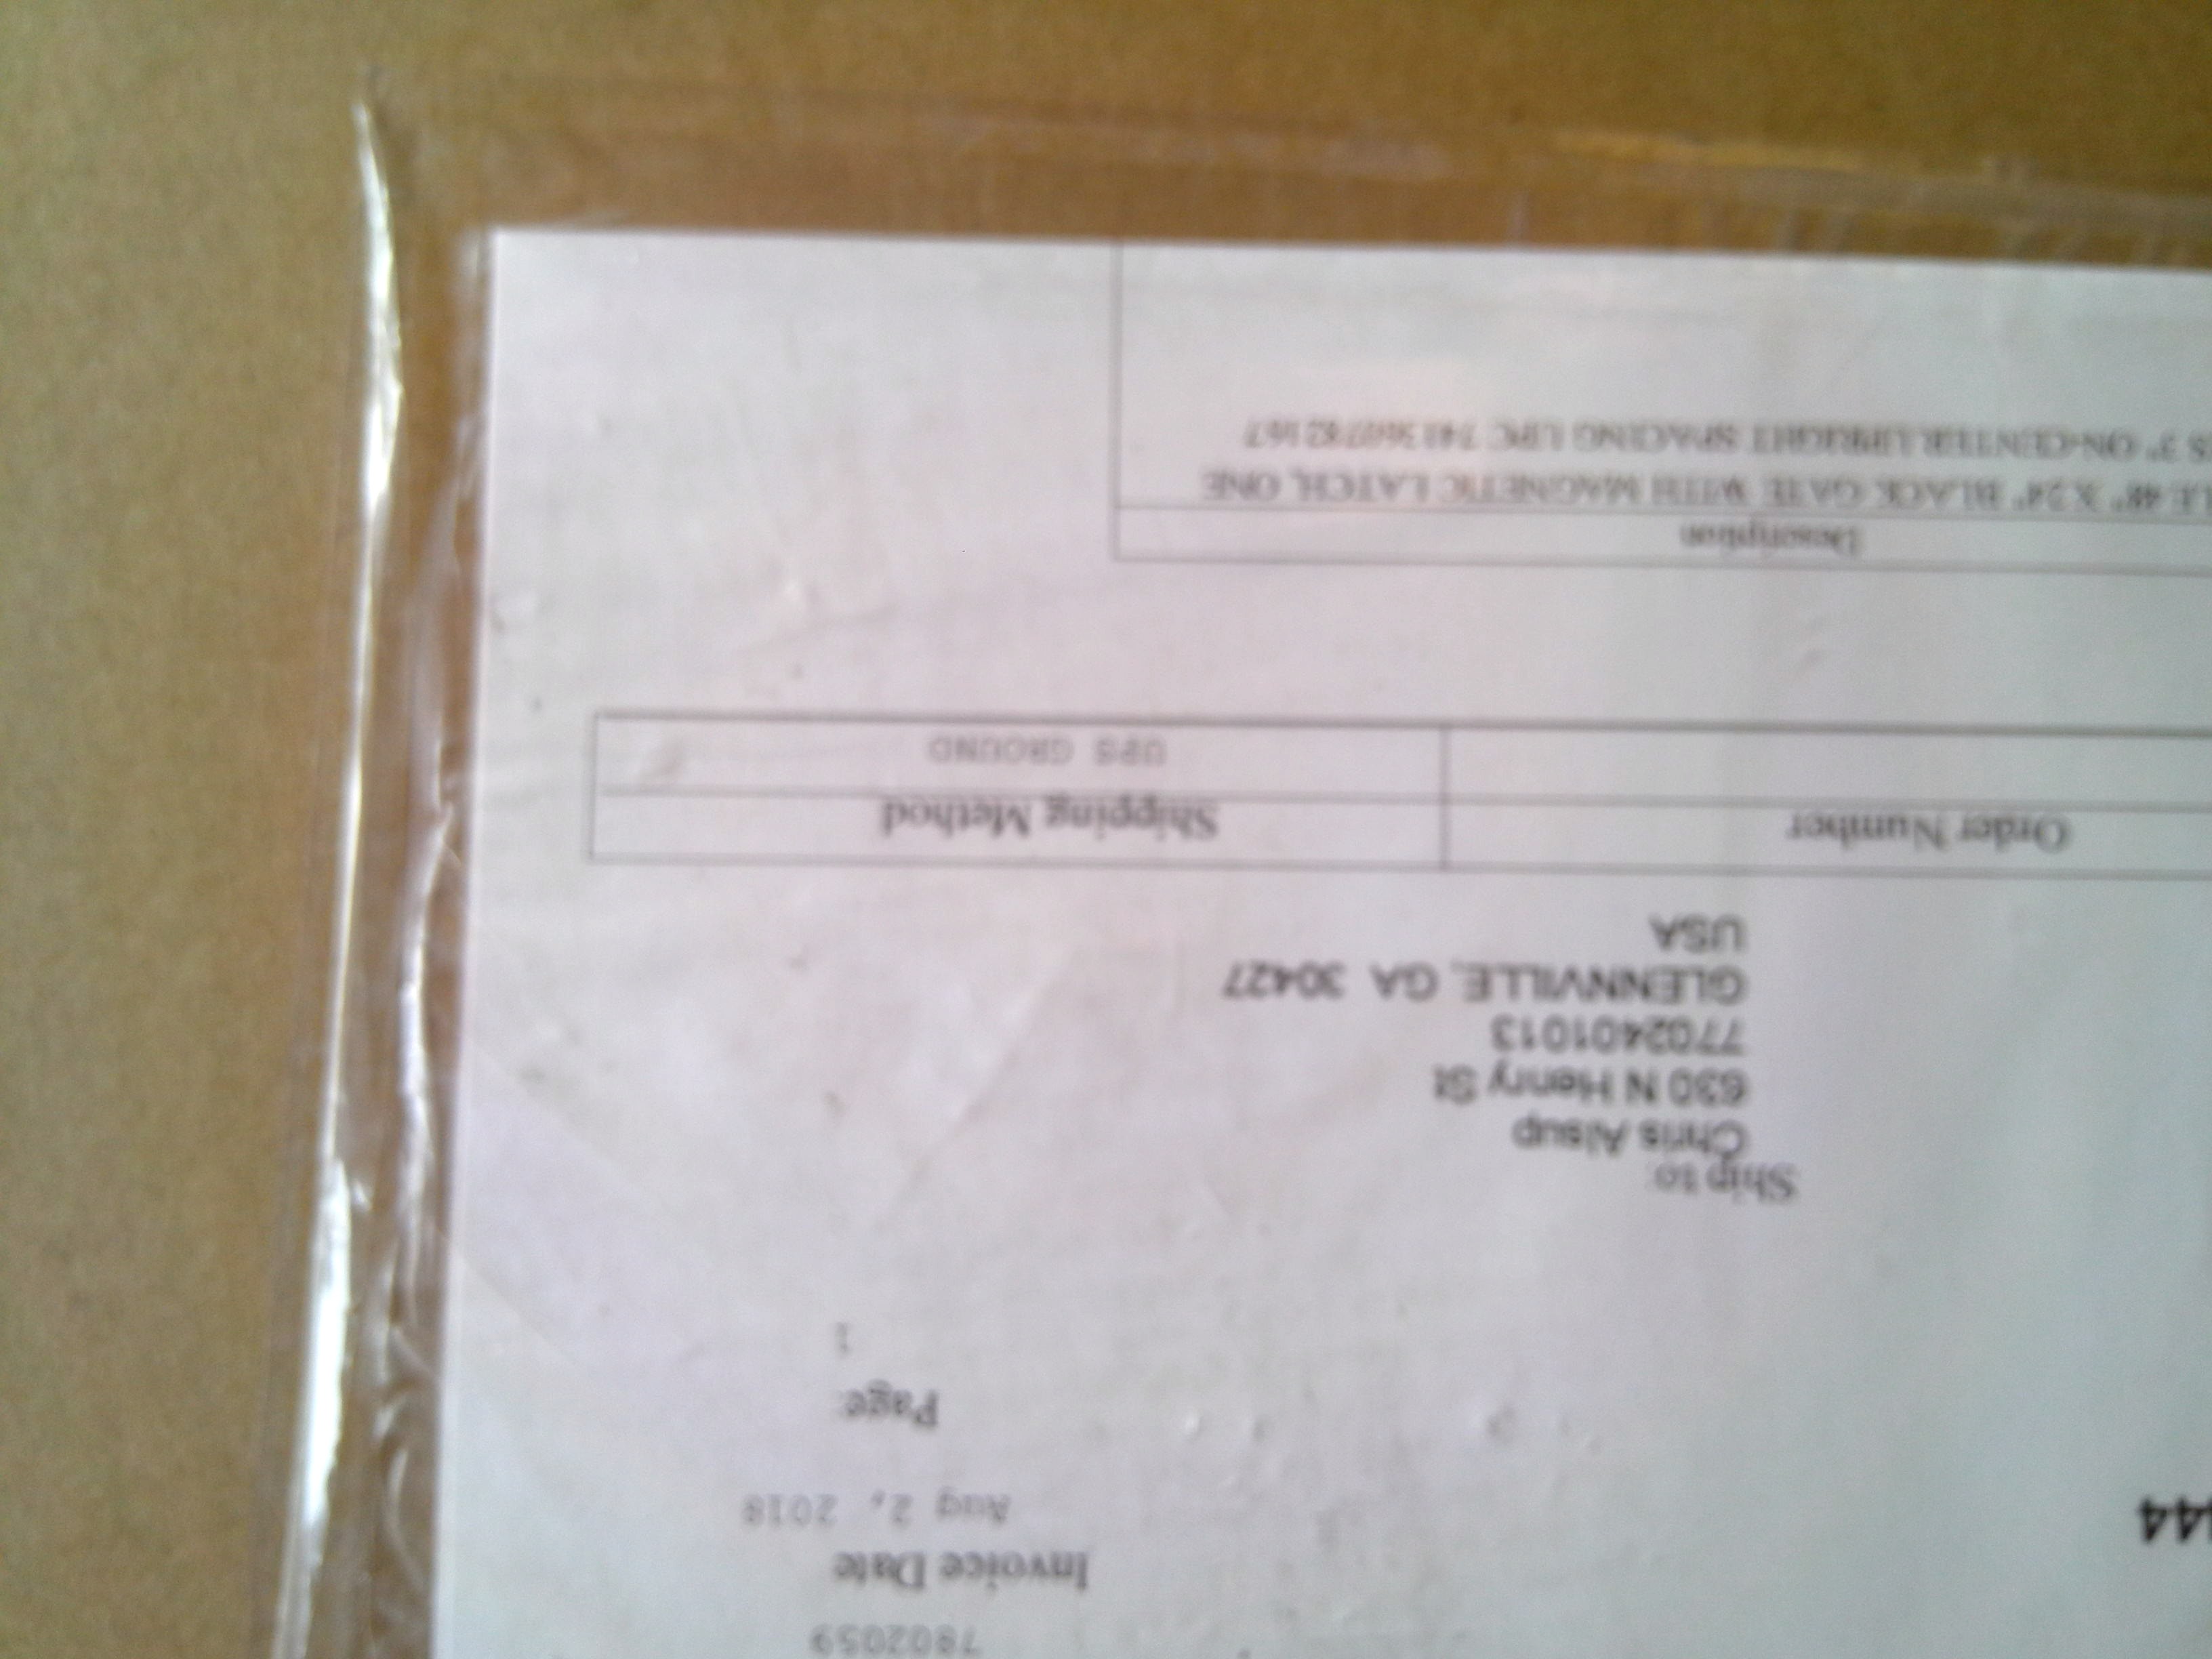 7802059
Invoice Date
Aug 2, 2018
44
Page
1
Ship to:
Chris Alsup
630 N Henry St
7702401013
GLENNVILLE, GA 30427
USA
Order Number Shipping Method
UPS GROUND
Description
48" X 24" BLACK GATE WITH MAGNETIC LATCH, ONE
3" ON-CENTER UPRIGHT SPACING UPC 741360782167